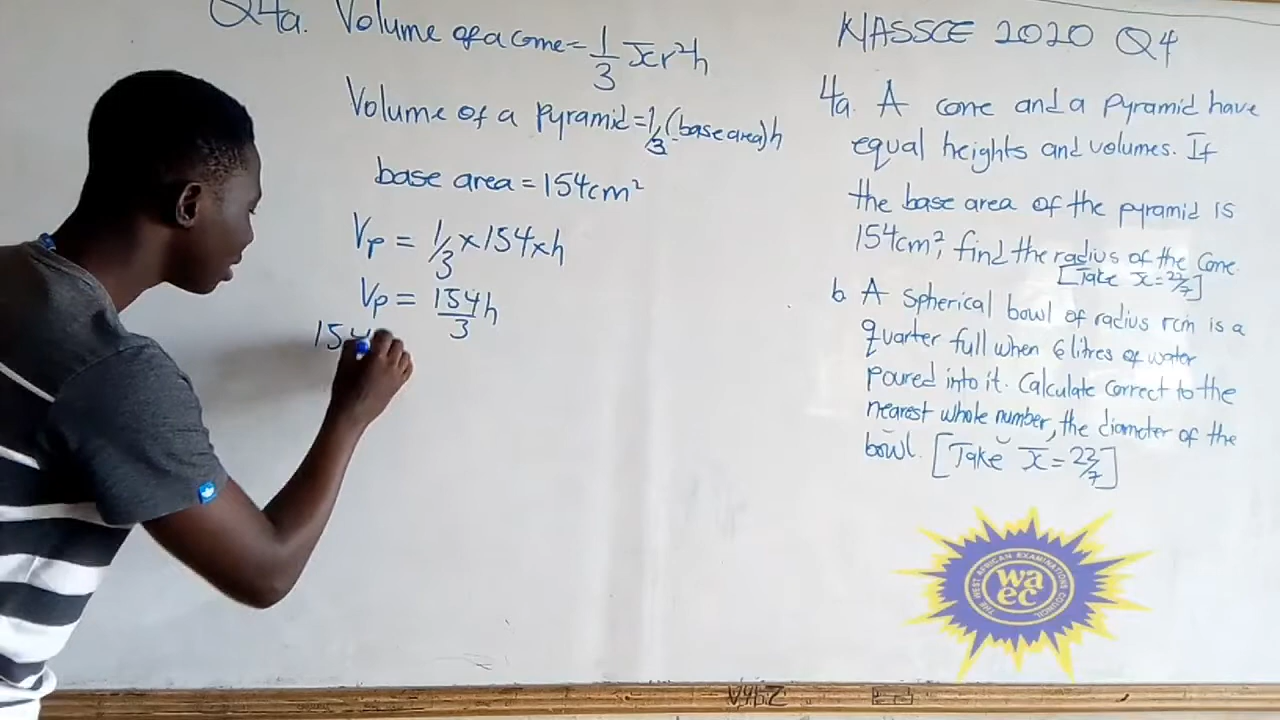 Q4a. Volume of a cone = 1/3 πr²h
Volume of a pyramid = 1/3 (base area)h
base area = 154cm²
Vp = 1/3 × 154 × h
Vp = 154h/3
154
WASSCE 2020 Q4
4a. A cone and a pyramid have
equal heights and volumes. If
the base area of the pyramid is
154cm², find the radius of the cone.
[Take π = 22/7]
b. A spherical bowl of radius rcm is a
quarter full when 6 litres of water
poured into it. Calculate correct to the
nearest whole number, the diameter of the
bowl. [Take π = 22/7]
THE WEST AFRICAN EXAMINATIONS COUNCIL
wa
ec